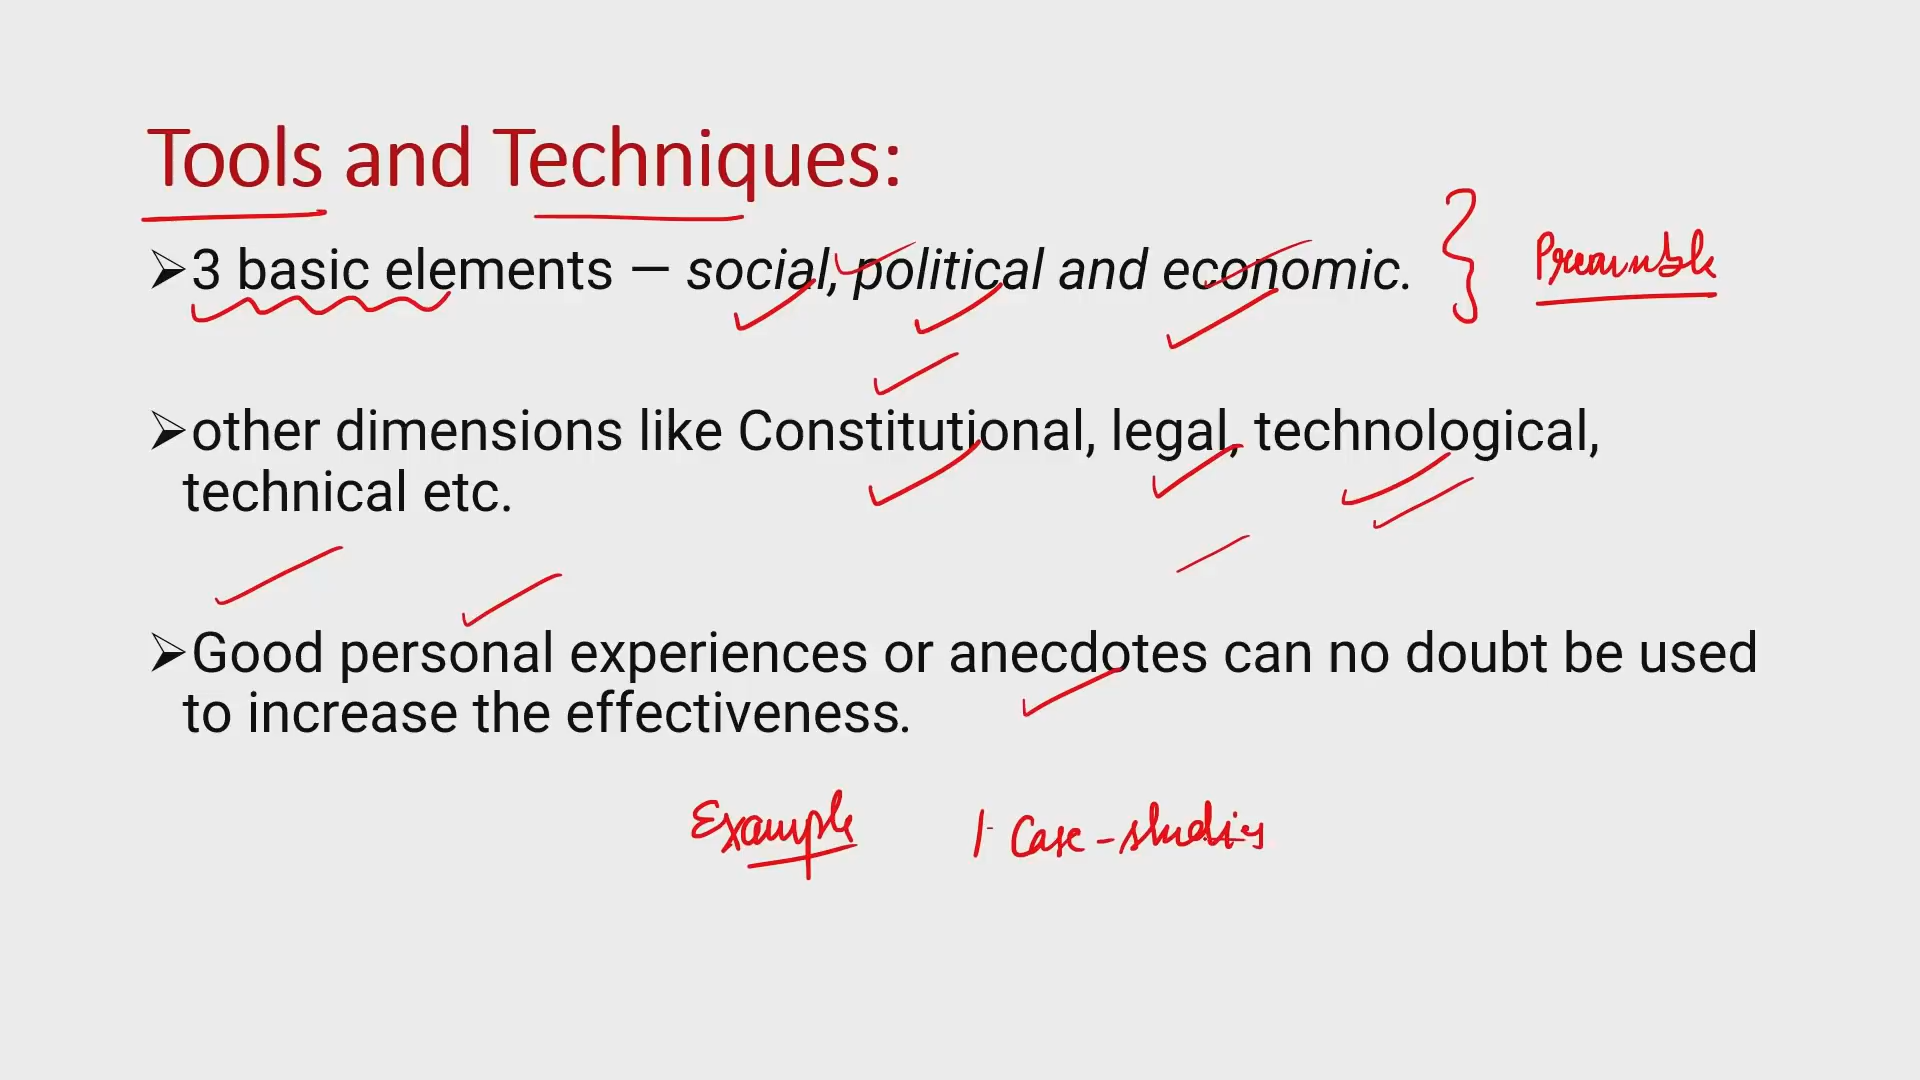 Tools and Techniques:
➢3 basic elements — social, political and economic.
Preamble
➢other dimensions like Constitutional, legal, technological,
technical etc.
➢Good personal experiences or anecdotes can no doubt be used
to increase the effectiveness.
Example 1. Case-studies